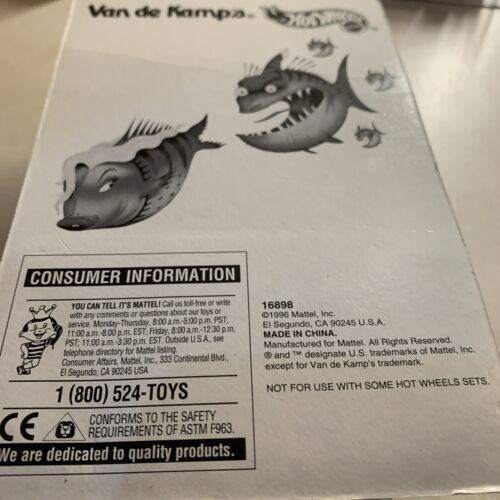 Van de Kamp's® Hot Wheels
CONSUMER INFORMATION
YOU CAN TELL IT'S MATTEL! Call us toll-free or write
with any comments or questions about our toys or
service. Monday-Thursday, 8:00 a.m.-5:00 p.m. PST;
11:00 a.m.-8:00 p.m. EST; Friday, 8:00 a.m.-12:30 p.m.
PST; 11:00 a.m.-3:30 p.m. EST. Outside U.S.A., see
telephone directory for Mattel listing.
Consumer Affairs, Mattel, Inc., 333 Continental Blvd.,
El Segundo, CA 90245 USA
1 (800) 524-TOYS
CE
CONFORMS TO THE SAFETY
REQUIREMENTS OF ASTM F963.
We are dedicated to quality products.
16898
©1996 Mattel, Inc.
El Segundo, CA 90245 U.S.A.
MADE IN CHINA.
Manufactured for Mattel. All Rights Reserved.
® and ™ designate U.S. trademarks of Mattel, Inc.
except for Van de Kamp's trademark.
NOT FOR USE WITH SOME HOT WHEELS SETS.